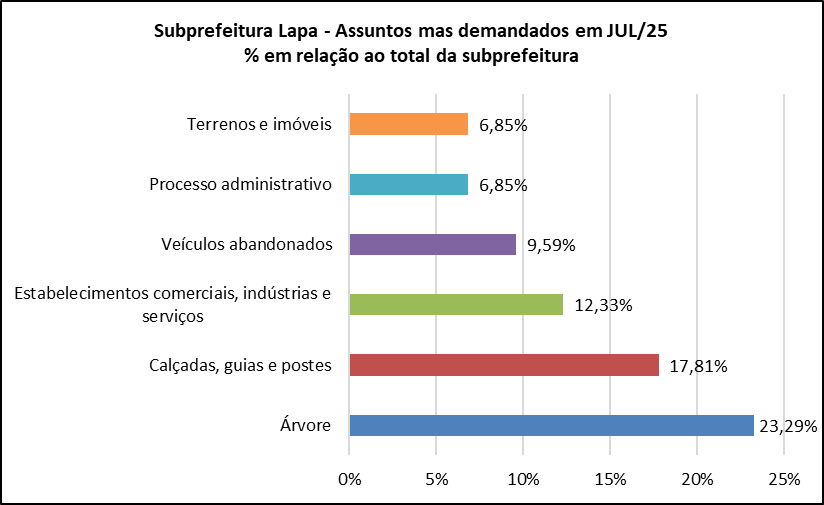 Subprefeitura Lapa - Assuntos mas demandados em JUL/25
% em relação ao total da subprefeitura
Terrenos e imóveis 6,85%
Processo administrativo 6,85%
Veículos abandonados 9,59%
Estabelecimentos comerciais, indústrias e
serviços 12,33%
Calçadas, guias e postes 17,81%
Árvore 23,29%
0% 5% 10% 15% 20% 25%